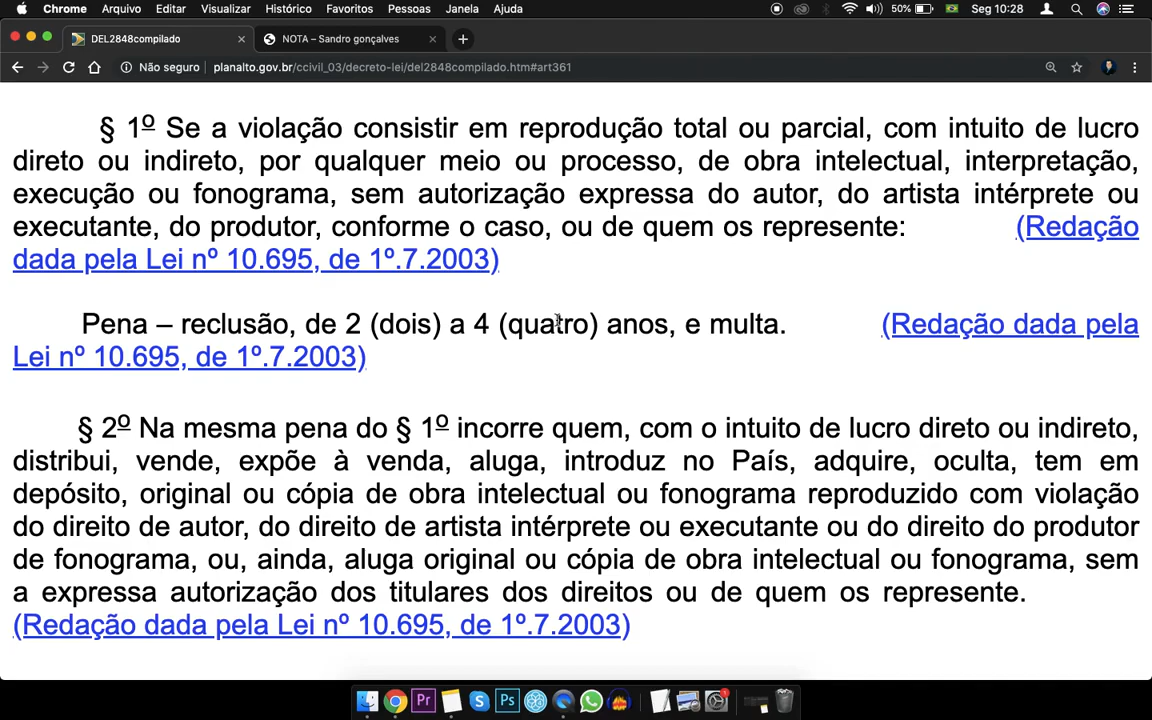 Chrome Arquivo Editar Visualizar Histórico Favoritos Pessoas Janela Ajuda 50% Seg 10:28
DEL2848compilado NOTA – Sandro gonçalves
Não seguro planalto.gov.br/ccivil_03/decreto-lei/del2848compilado.htm#art361
§ 1º Se a violação consistir em reprodução total ou parcial, com intuito de lucro
direto ou indireto, por qualquer meio ou processo, de obra intelectual, interpretação,
execução ou fonograma, sem autorização expressa do autor, do artista intérprete ou
executante, do produtor, conforme o caso, ou de quem os represente: (Redação
dada pela Lei nº 10.695, de 1º.7.2003)
Pena – reclusão, de 2 (dois) a 4 (quatro) anos, e multa. (Redação dada pela
Lei nº 10.695, de 1º.7.2003)
§ 2º Na mesma pena do § 1º incorre quem, com o intuito de lucro direto ou indireto,
distribui, vende, expõe à venda, aluga, introduz no País, adquire, oculta, tem em
depósito, original ou cópia de obra intelectual ou fonograma reproduzido com violação
do direito de autor, do direito de artista intérprete ou executante ou do direito do produtor
de fonograma, ou, ainda, aluga original ou cópia de obra intelectual ou fonograma, sem
a expressa autorização dos titulares dos direitos ou de quem os represente.
(Redação dada pela Lei nº 10.695, de 1º.7.2003)
Pr Ps 1